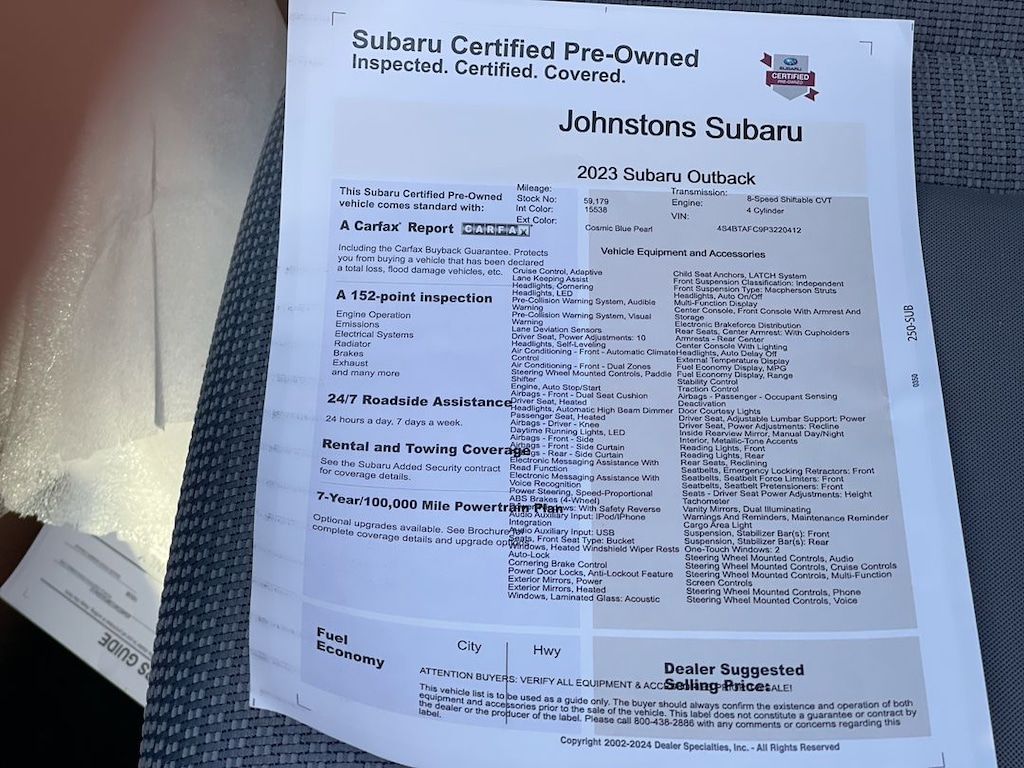 Subaru Certified Pre-Owned
Inspected. Certified. Covered.
SUBARU
CERTIFIED
PRE-OWNED
Johnstons Subaru
2023 Subaru Outback
Mileage: 59,179
Stock No: 15538
Int Color:
Ext Color: Cosmic Blue Pearl
Transmission: 8-Speed Shiftable CVT
Engine: 4 Cylinder
VIN: 4S4BTAFC9P3220412
This Subaru Certified Pre-Owned
vehicle comes standard with:
A Carfax Report CARFAX
Including the Carfax Buyback Guarantee. Protects
you from buying a vehicle that has been declared
a total loss, flood damage vehicles, etc.
A 152-point inspection
Engine Operation
Emissions
Electrical Systems
Radiator
Brakes
Exhaust
and many more
24/7 Roadside Assistance
24 hours a day, 7 days a week.
Rental and Towing Coverage
See the Subaru Added Security contract
for coverage details.
7-Year/100,000 Mile Powertrain Plan
Optional upgrades available. See Brochure for
complete coverage details and upgrade options.
Vehicle Equipment and Accessories
Cruise Control, Adaptive
Lane Keeping Assist
Headlights, Cornering
Headlights, LED
Pre-Collision Warning System, Audible
Warning
Pre-Collision Warning System, Visual
Warning
Lane Deviation Sensors
Driver Seat, Power Adjustments: 10
Headlights, Self-Leveling
Air Conditioning - Front - Automatic Climate
Control
Air Conditioning - Front - Dual Zones
Steering Wheel Mounted Controls, Paddle
Shifter
Engine, Auto Stop/Start
Airbags - Front - Dual Seat Cushion
Driver Seat, Heated
Headlights, Automatic High Beam Dimmer
Passenger Seat, Heated
Airbags - Driver - Knee
Daytime Running Lights, LED
Airbags - Front - Side
Airbags - Front - Side Curtain
Airbags - Rear - Side Curtain
Electronic Messaging Assistance With
Read Function
Electronic Messaging Assistance With
Voice Recognition
Power Steering, Speed-Proportional
ABS Brakes (4-Wheel)
With Safety Reverse
Audio Auxiliary Input: IPod/IPhone
Integration
Audio Auxiliary Input: USB
Seats, Front Seat Type: Bucket
Windows, Heated Windshield Wiper Rests
Auto-Lock
Cornering Brake Control
Power Door Locks, Anti-Lockout Feature
Exterior Mirrors, Power
Exterior Mirrors, Heated
Windows, Laminated Glass: Acoustic
Child Seat Anchors, LATCH System
Front Suspension Classification: Independent
Front Suspension Type: Macpherson Struts
Headlights, Auto On/Off
Multi-Function Display
Center Console, Front Console With Armrest And
Storage
Electronic Brakeforce Distribution
Rear Seats, Center Armrest: With Cupholders
Armrests - Rear Center
Center Console With Lighting
Headlights, Auto Delay Off
External Temperature Display
Fuel Economy Display, MPG
Fuel Economy Display, Range
Stability Control
Traction Control
Airbags - Passenger - Occupant Sensing
Deactivation
Door Courtesy Lights
Driver Seat, Adjustable Lumbar Support: Power
Driver Seat, Power Adjustments: Recline
Inside Rearview Mirror, Manual Day/Night
Interior, Metallic-Tone Accents
Reading Lights, Front
Reading Lights, Rear
Rear Seats, Reclining
Seatbelts, Emergency Locking Retractors: Front
Seatbelts, Seatbelt Force Limiters: Front
Seatbelts, Seatbelt Pretensioners: Front
Seats - Driver Seat Power Adjustments: Height
Tachometer
Vanity Mirrors, Dual Illuminating
Warnings And Reminders, Maintenance Reminder
Cargo Area Light
Suspension, Stabilizer Bar(s): Front
Suspension, Stabilizer Bar(s): Rear
One-Touch Windows: 2
Steering Wheel Mounted Controls, Audio
Steering Wheel Mounted Controls, Cruise Controls
Steering Wheel Mounted Controls, Multi-Function
Screen Controls
Steering Wheel Mounted Controls, Phone
Steering Wheel Mounted Controls, Voice
250-SUB
0350
Fuel
Economy
City
Hwy
Dealer Suggested
Selling Price:
ATTENTION BUYERS: VERIFY ALL EQUIPMENT & SALE!
This vehicle list is to be used as a guide only. The buyer should always confirm the existence and operation of both
equipment and accessories prior to the sale of the vehicle. This label does not constitute a guarantee or contract by
the dealer or the producer of the label. Please call 800-438-2886 with any comments or concerns regarding this
label.
Copyright 2002-2024 Dealer Specialties, Inc. - All Rights Reserved
S GUIDE